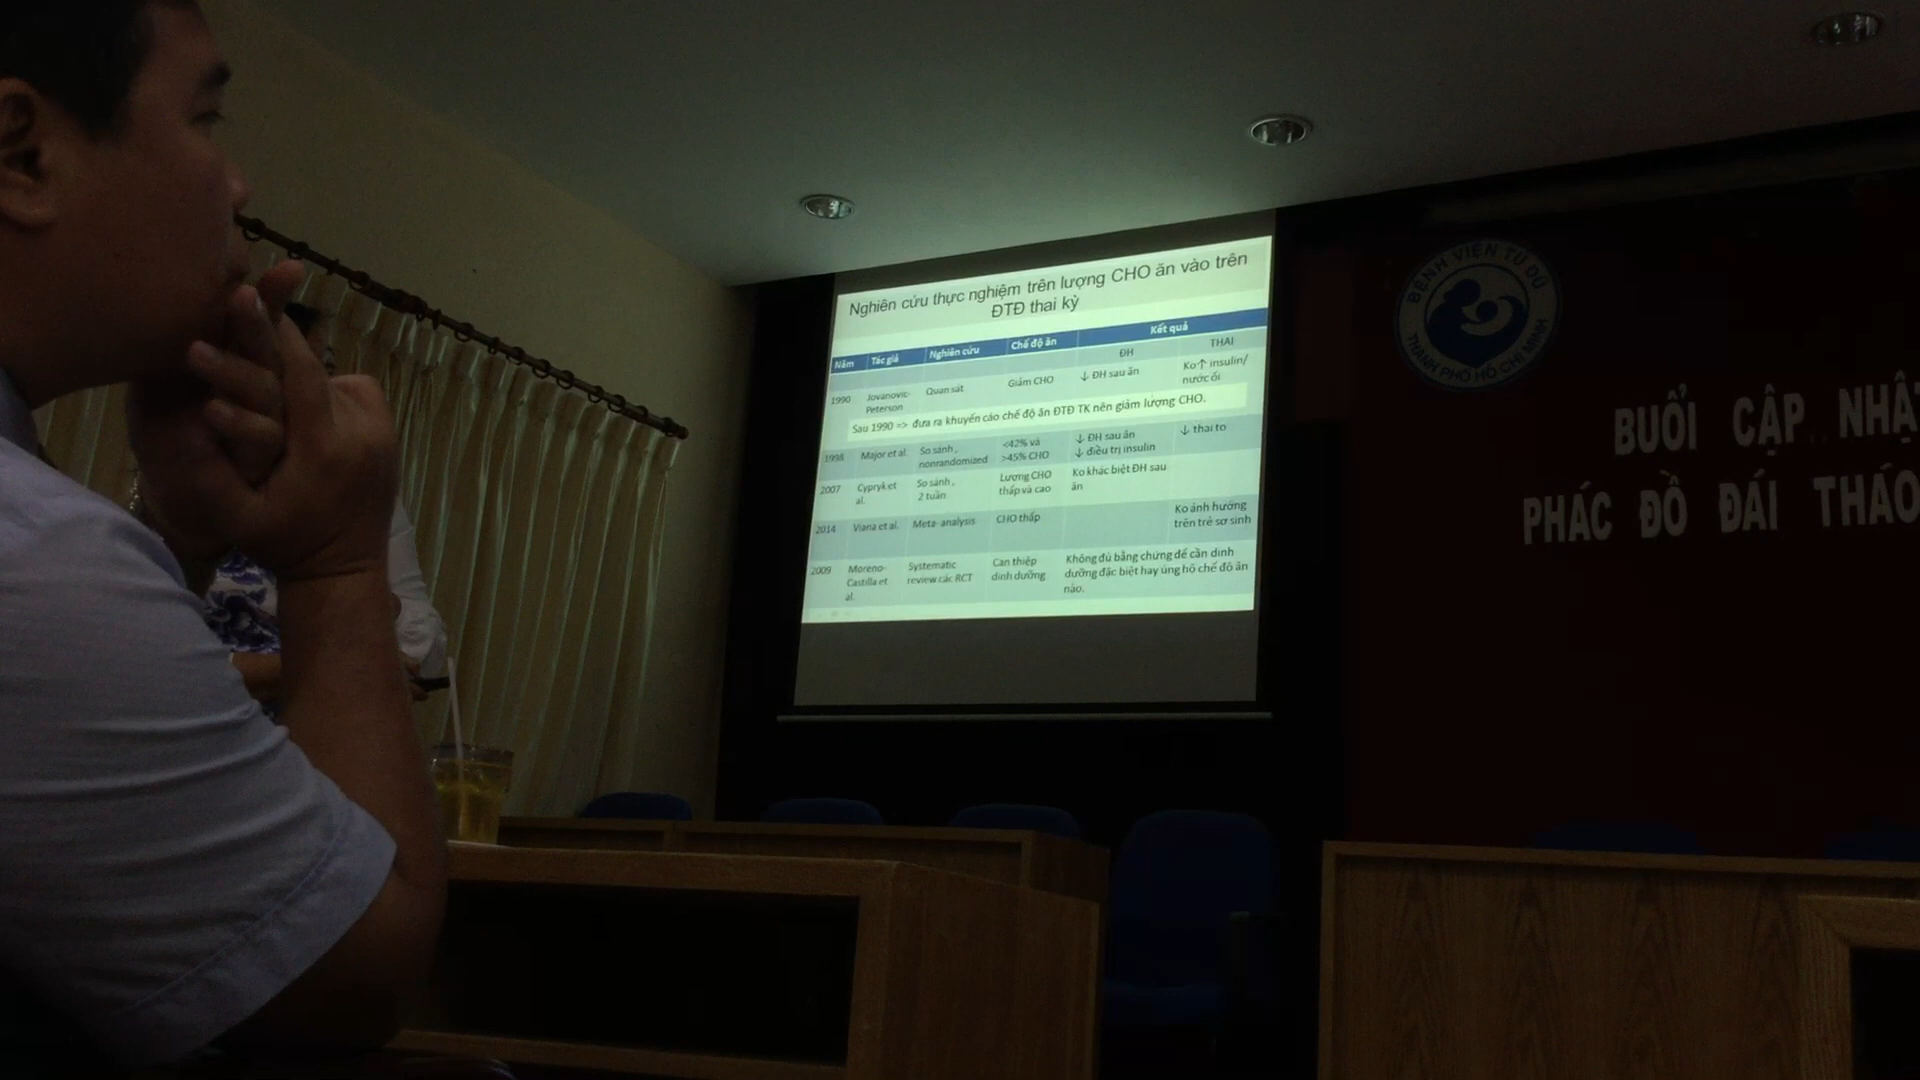 Nghiên cứu thực nghiệm trên lượng CHO ăn vào trên
ĐTĐ thai kỳ
Năm Tác giả Nghiên cứu Chế độ ăn Kết quả
ĐH THAI
1990 Jovanovic-Peterson Quan sát Giảm CHO ↓ ĐH sau ăn Ko↑ insulin/ nước ối
Sau 1990 => đưa ra khuyến cáo chế độ ăn ĐTĐ TK nên giảm lượng CHO.
1998 Major et al. So sánh, nonrandomized <42% và >45% CHO ↓ ĐH sau ăn ↓ điều trị insulin ↓ thai to
2007 Cypryk et al. So sánh, 2 tuần Lượng CHO thấp và cao Ko khác biệt ĐH sau ăn
2014 Viana et al. Meta-analysis CHO thấp Ko ảnh hưởng trên trẻ sơ sinh
2009 Moreno-Castilla et al. Systematic review các RCT Can thiệp dinh dưỡng Không đủ bằng chứng để cần dinh dưỡng đặc biệt hay ủng hộ chế độ ăn nào.
BỆNH VIỆN TỪ DŨ
THÀNH PHỐ HỒ CHÍ MINH
BUỔI CẬP NHẬ
PHÁC ĐỒ ĐÁI THÁO